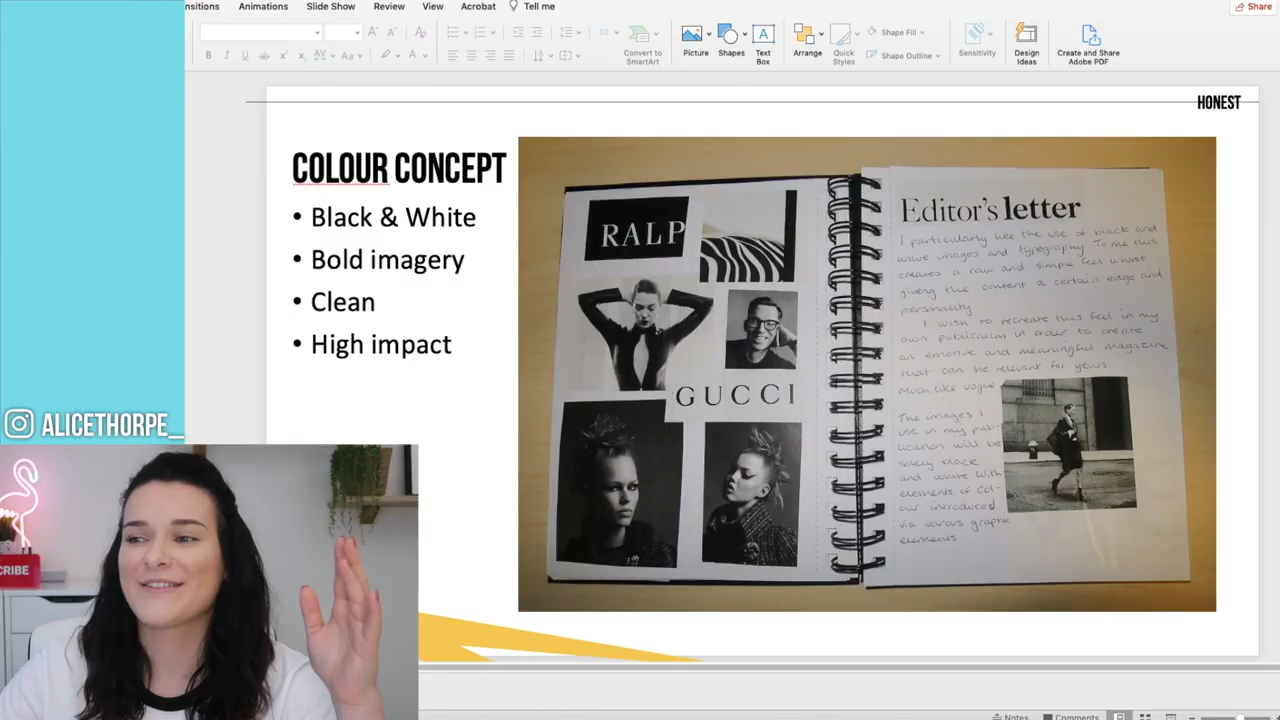 nsitions Animations Slide Show Review View Acrobat Tell me
Share
Convert to
SmartArt
Picture
Shapes
Text
Box
Arrange
Quick
Styles
Shape Fill
Shape Outline
Sensitivity
Design
Ideas
Create and Share
Adobe PDF
HONEST
COLOUR CONCEPT
• Black & White
• Bold imagery
• Clean
• High impact
RALP
GUCCI
Editor's letter
I particularly like the use of black and
white images and typography. To me this
creates a raw and simple feel whilst
giving the content a certain edge and
personality
I wish to recreate this feel in my
own publication in order to create
an emotive and meaningful magazine
that can be relevant for years.
Much like vogue
The images I
use in my pub-
lication will be
solely black
and white with
elements of col-
our introduced
via various graphic
elements
ALICETHORPE_
CRIBE
Notes
Comments